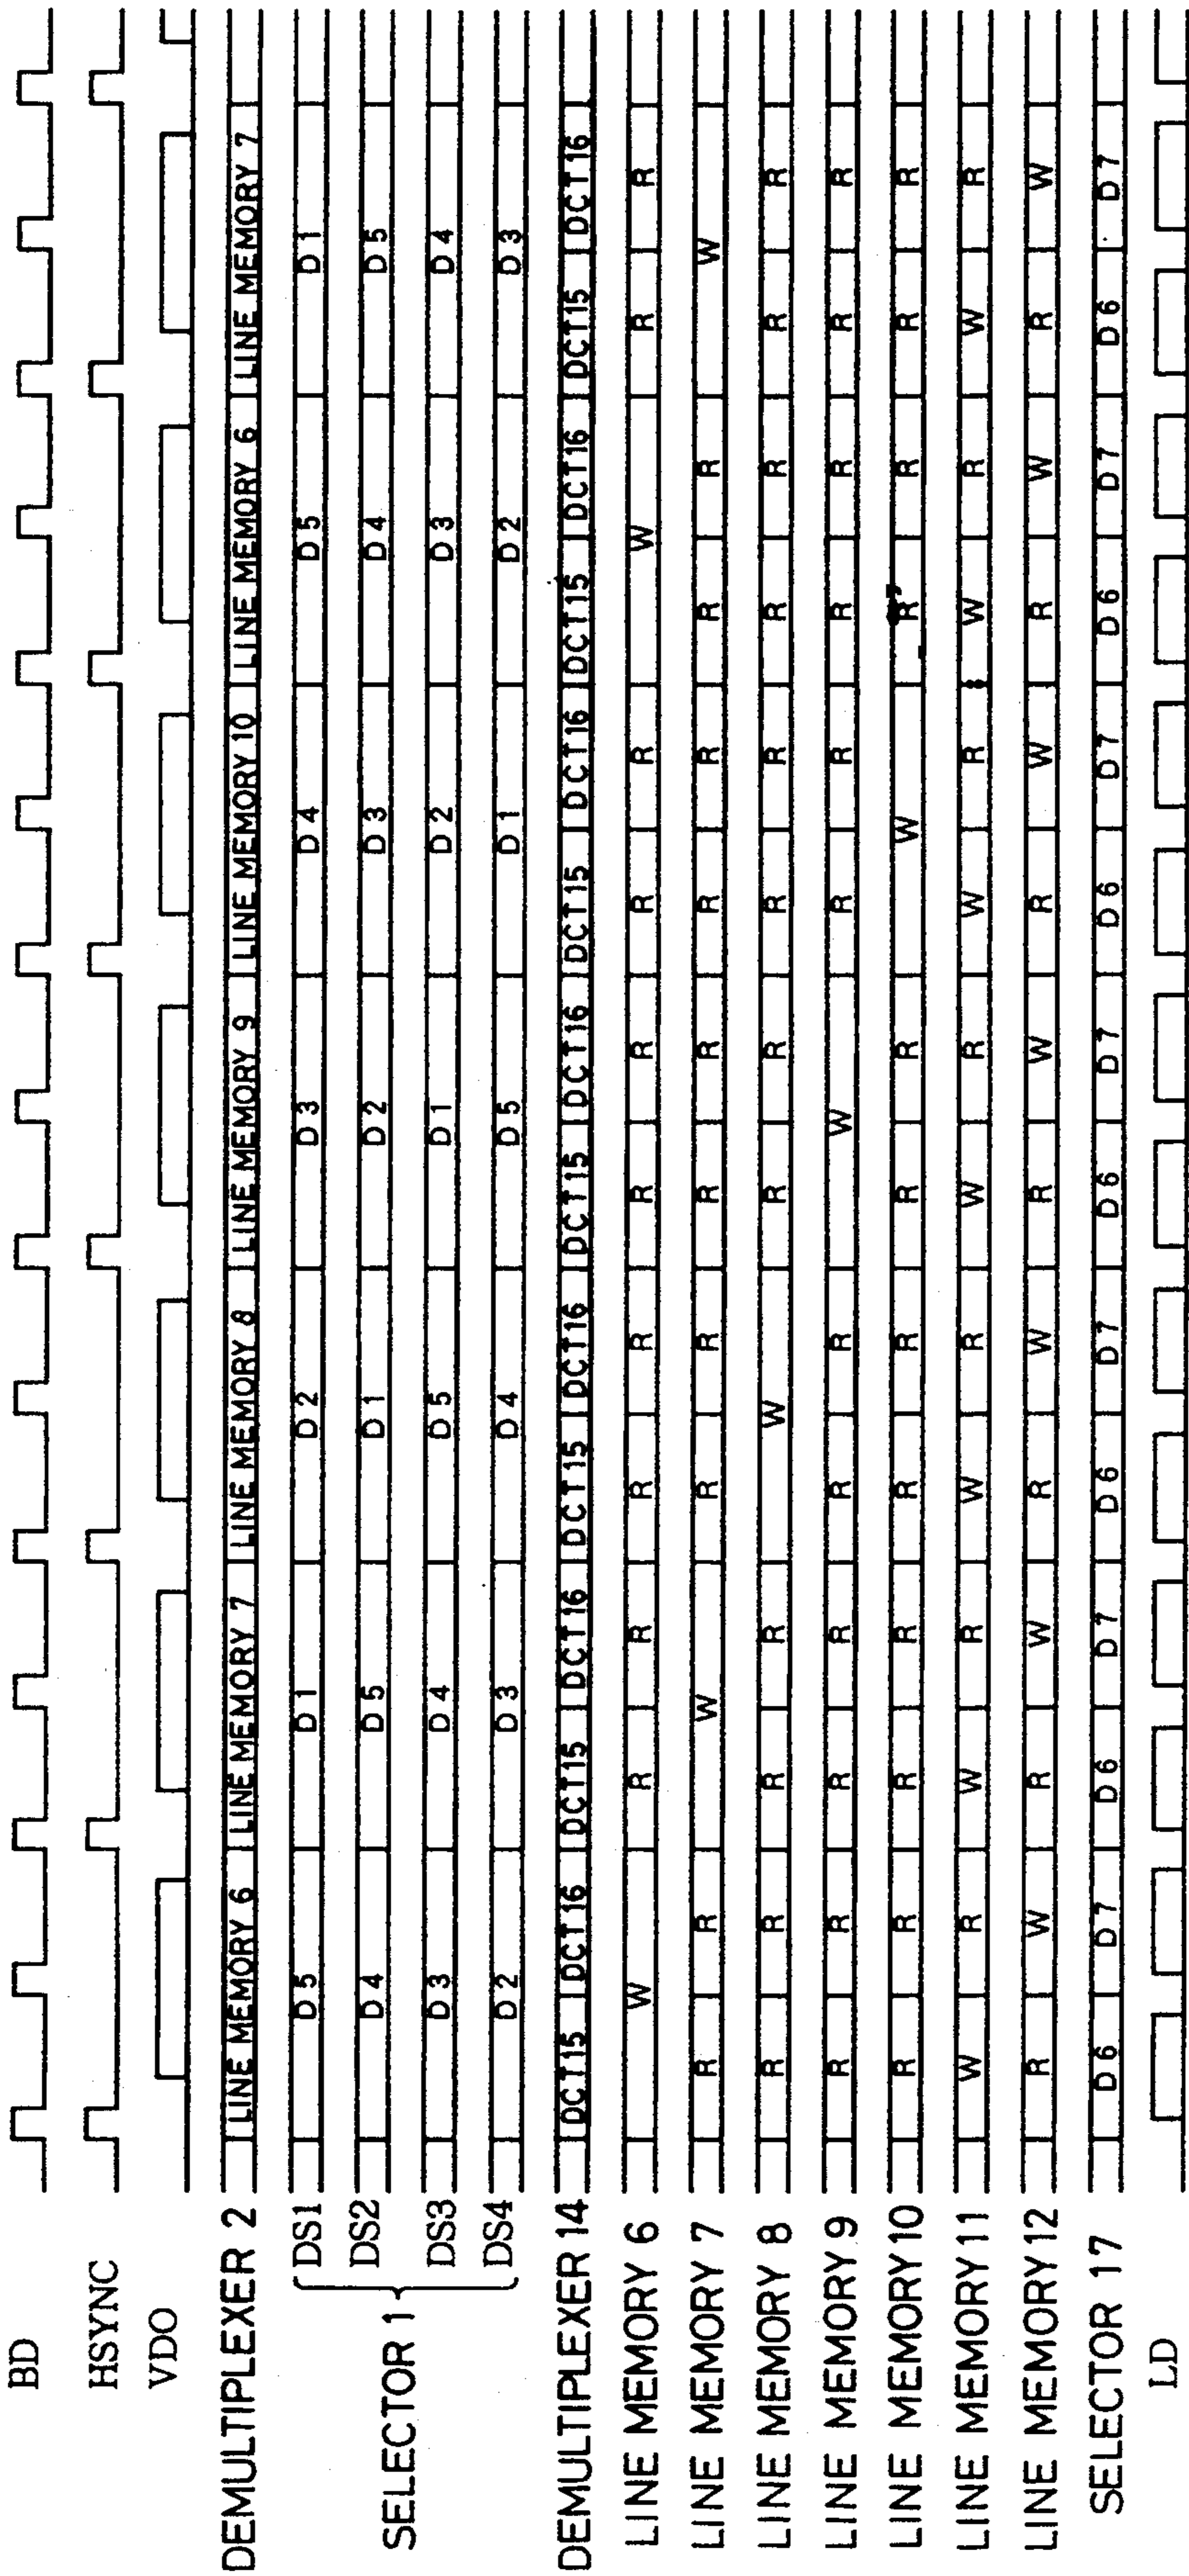 BD
HSYNC
VDO
DEMULTIPLEXER 2 LINE MEMORY 6 LINE MEMORY 7 LINE MEMORY 8 LINE MEMORY 9 LINE MEMORY 10 LINE MEMORY 6 LINE MEMORY 7
SELECTOR 1
DS1 D5 D1 D2 D3 D4 D5 D1
DS2 D4 D5 D1 D2 D3 D4 D5
DS3 D3 D4 D5 D1 D2 D3 D4
DS4 D2 D3 D4 D5 D1 D2 D3
DEMULTIPLEXER 14 DCT15 DCT16 DCT15 DCT16 DCT15 DCT16 DCT15 DCT16 DCT15 DCT16 DCT15 DCT16 DCT15 DCT16
LINE MEMORY 6 W R R R R R R R R W R R
LINE MEMORY 7 R R W R R R R R R R R W
LINE MEMORY 8 R R R R W R R R R R R R R
LINE MEMORY 9 R R R R R R W R R R R R R
LINE MEMORY 10 R R R R R R R R W R R R R
LINE MEMORY 11 W R W R W R W R W R W R W R
LINE MEMORY 12 R W R W R W R W R W R W R W
SELECTOR 17 D6 D7 D6 D7 D6 D7 D6 D7 D6 D7 D6 D7 D6 D7
LD